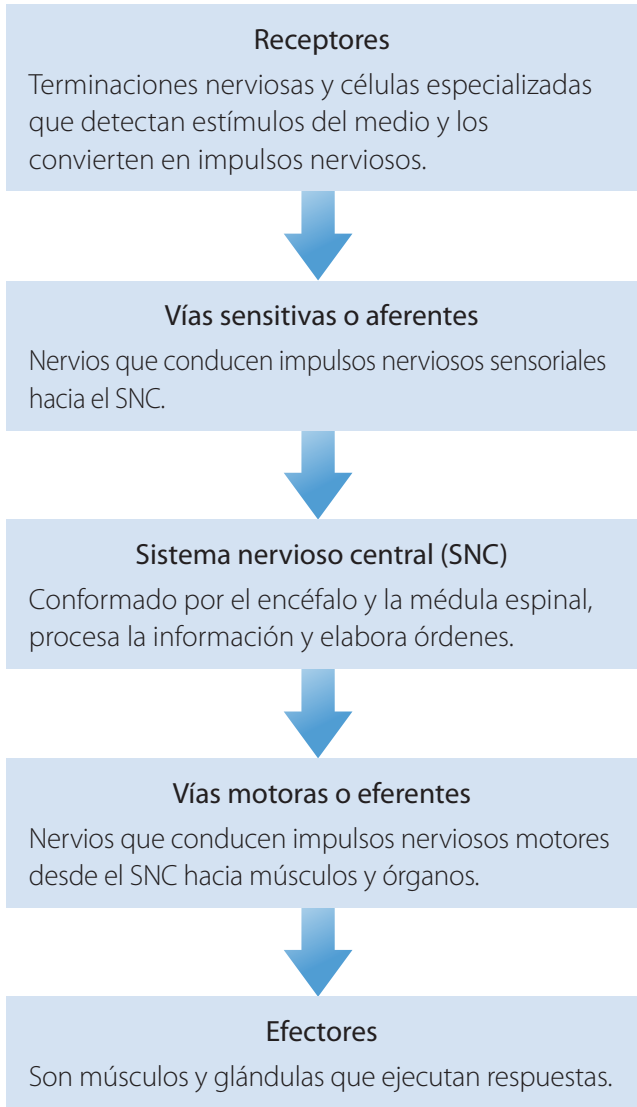 Receptores
Terminaciones nerviosas y células especializadas
que detectan estímulos del medio y los
convierten en impulsos nerviosos.
Vías sensitivas o aferentes
Nervios que conducen impulsos nerviosos sensoriales
hacia el SNC.
Sistema nervioso central (SNC)
Conformado por el encéfalo y la médula espinal,
procesa la información y elabora órdenes.
Vías motoras o eferentes
Nervios que conducen impulsos nerviosos motores
desde el SNC hacia músculos y órganos.
Efectores
Son músculos y glándulas que ejecutan respuestas.